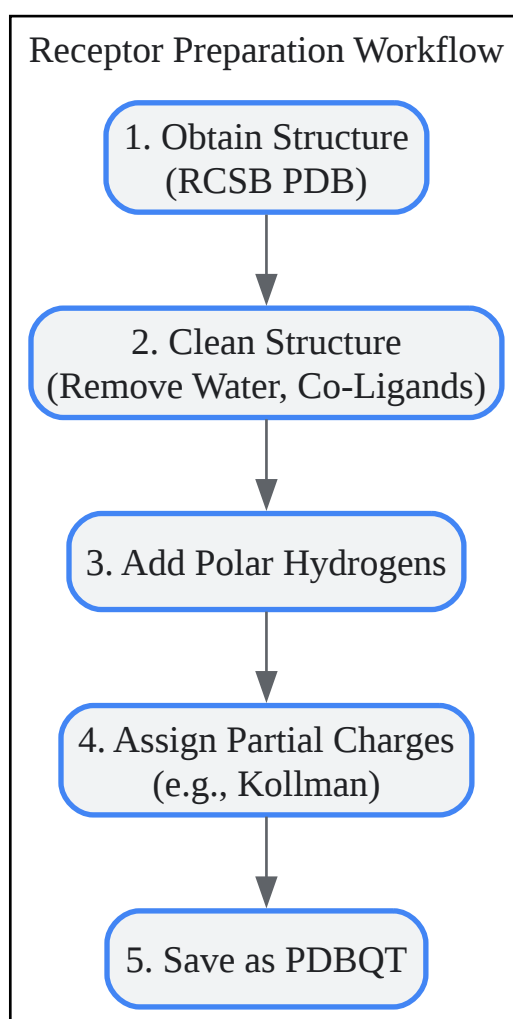 Receptor Preparation Workflow
1. Obtain Structure
(RCSB PDB)
2. Clean Structure
(Remove Water, Co-Ligands)
3. Add Polar Hydrogens
4. Assign Partial Charges
(e.g., Kollman)
5. Save as PDBQT